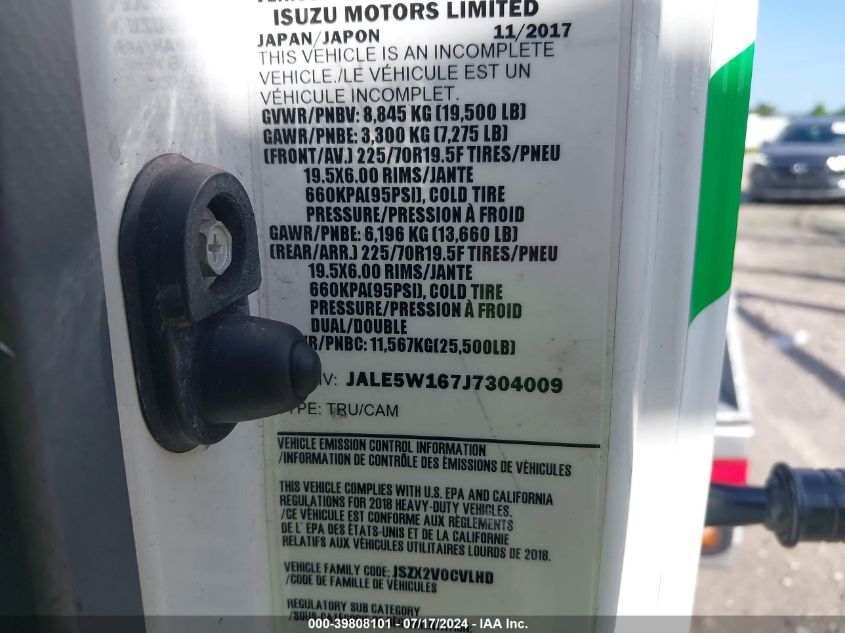 ISUZU MOTORS LIMITED
JAPAN/JAPON 11/2017
THIS VEHICLE IS AN INCOMPLETE
VEHICLE./LE VÉHICULE EST UN
VÉHICULE INCOMPLET.
GVWR/PNBV: 8,845 KG (19,500 LB)
GAWR/PNBE: 3,300 KG (7,275 LB)
(FRONT/AV.) 225/70R19.5F TIRES/PNEU
19.5X6.00 RIMS/JANTE
660KPA(95PSI), COLD TIRE
PRESSURE/PRESSION À FROID
GAWR/PNBE: 6,196 KG (13,660 LB)
(REAR/ARR.) 225/70R19.5F TIRES/PNEU
19.5X6.00 RIMS/JANTE
660KPA(95PSI), COLD TIRE
PRESSURE/PRESSION À FROID
DUAL/DOUBLE
/PNBC: 11,567KG(25,500LB)
JALE5W167J7304009
TRU/CAM
VEHICLE EMISSION CONTROL INFORMATION
/INFORMATION DE CONTRÔLE DES ÉMISSIONS DE VÉHICULES
THIS VEHICLE COMPLIES WITH U.S. EPA AND CALIFORNIA
REGULATIONS FOR 2018 HEAVY-DUTY VEHICLES.
/CE VÉHICULE EST CONFORME AUX RÈGLEMENTS
DE L'EPA DES ÉTATS-UNIS ET DE LA CALIFORNIE
RELATIFS AUX VÉHICULES UTILITAIRES LOURDS DE 2018.
VEHICLE FAMILY CODE: JSZX2VOCVLHD
/CODE DE FAMILLE DE VÉHICULES
REGULATORY SUB CATEGORY
000-39808101 - 07/17/2024 - IAAI.com